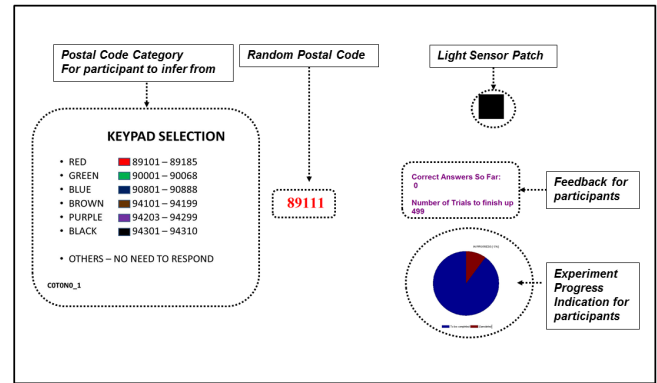 Postal Code Category
For participant to infer from
Random Postal Code
Light Sensor Patch
KEYPAD SELECTION
• RED 89101 – 89185
• GREEN 90001 – 90068
• BLUE 90801 – 90888
• BROWN 94101 – 94199
• PURPLE 94203 – 94299
• BLACK 94301 – 94310
• OTHERS – NO NEED TO RESPOND
COTONO_1
89111
Correct Answers So Far:
0
Number of Trials to finish up
499
Feedback for
participants
Experiment
Progress
Indication for
participants